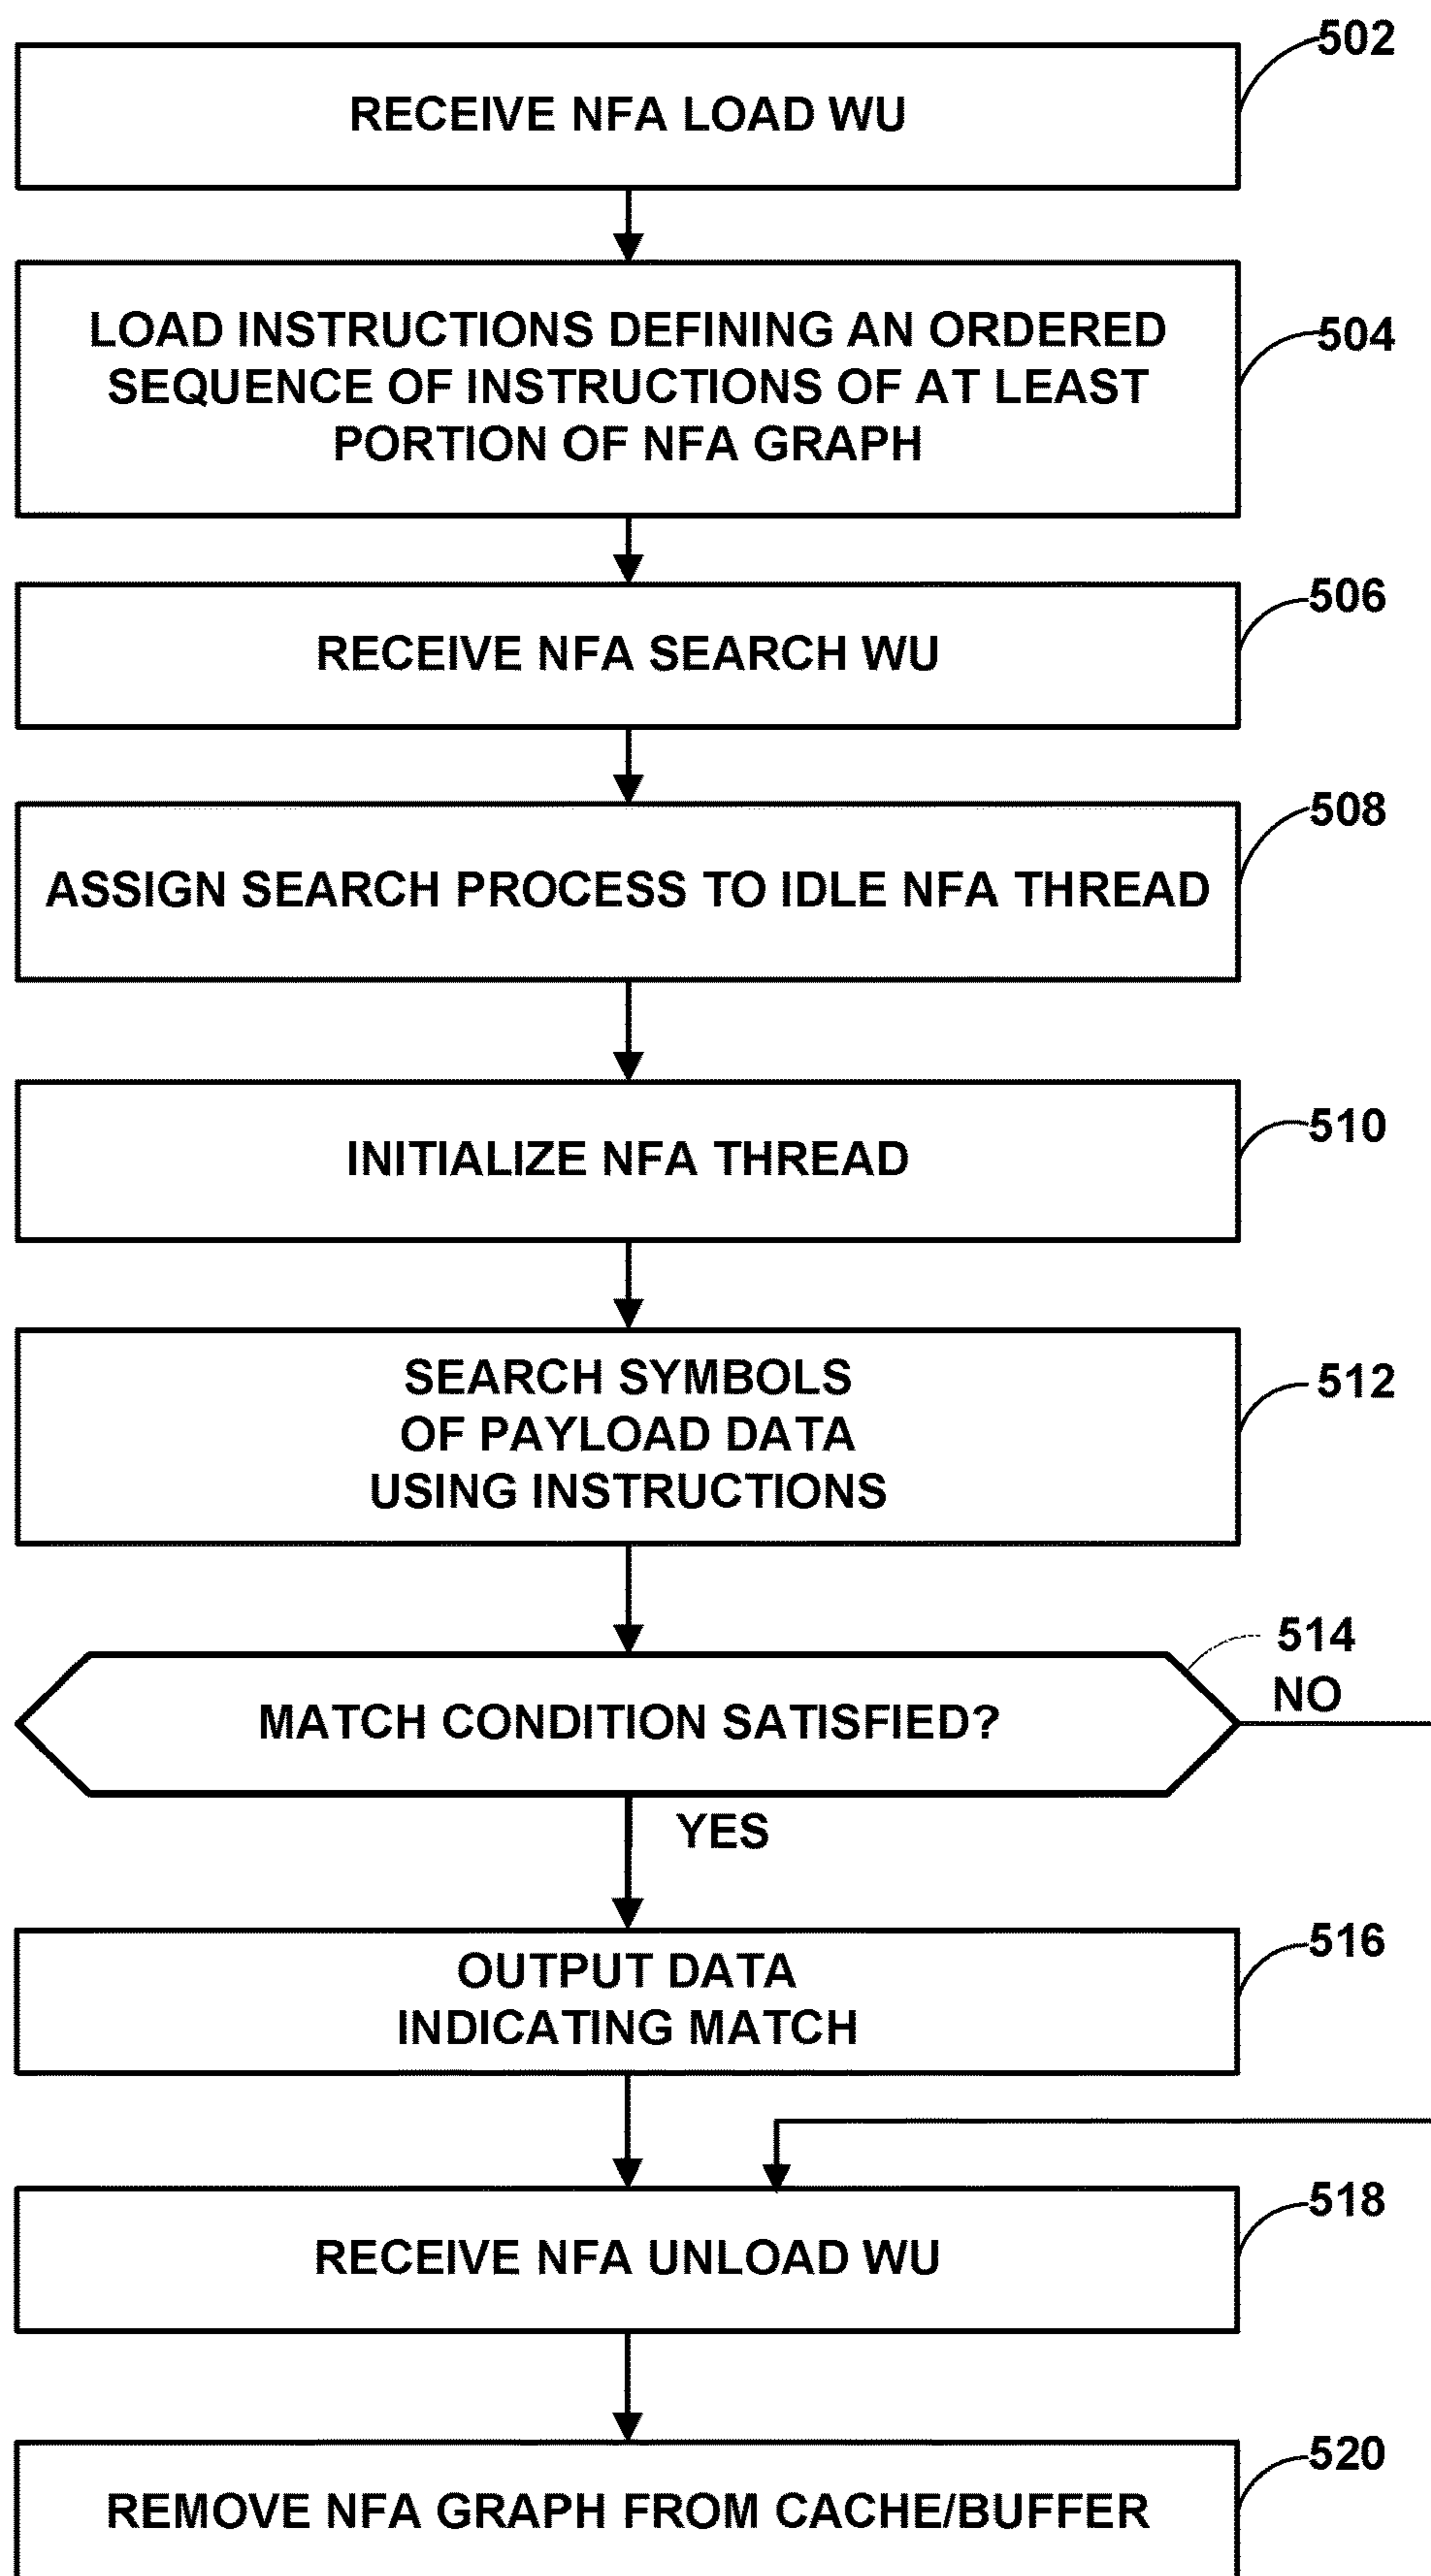 502
RECEIVE NFA LOAD WU
504
LOAD INSTRUCTIONS DEFINING AN ORDERED
SEQUENCE OF INSTRUCTIONS OF AT LEAST
PORTION OF NFA GRAPH
506
RECEIVE NFA SEARCH WU
508
ASSIGN SEARCH PROCESS TO IDLE NFA THREAD
510
INITIALIZE NFA THREAD
512
SEARCH SYMBOLS
OF PAYLOAD DATA
USING INSTRUCTIONS
514
NO
MATCH CONDITION SATISFIED?
YES
516
OUTPUT DATA
INDICATING MATCH
518
RECEIVE NFA UNLOAD WU
520
REMOVE NFA GRAPH FROM CACHE/BUFFER